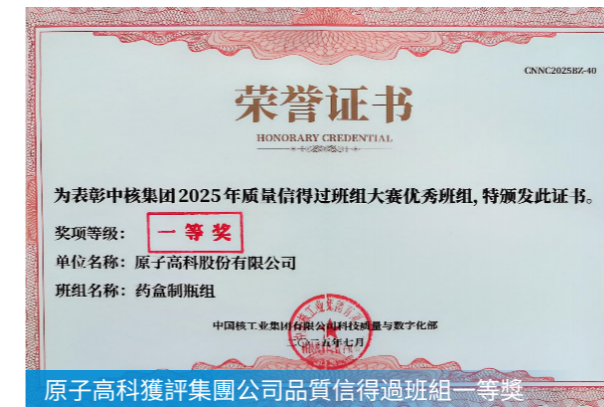 CNNC2025BZ-40
荣誉证书
HONORARY CREDENTIAL
为表彰中核集团2025年质量信得过班组大赛优秀班组,特颁发此证书。
奖项等级： 一等奖
单位名称：原子高科股份有限公司
班组名称：药盒制瓶组
中国核工业集团有限公司科技质量与数字化部
二〇二五年七月
原子高科獲評集團公司品質信得過班組一等獎